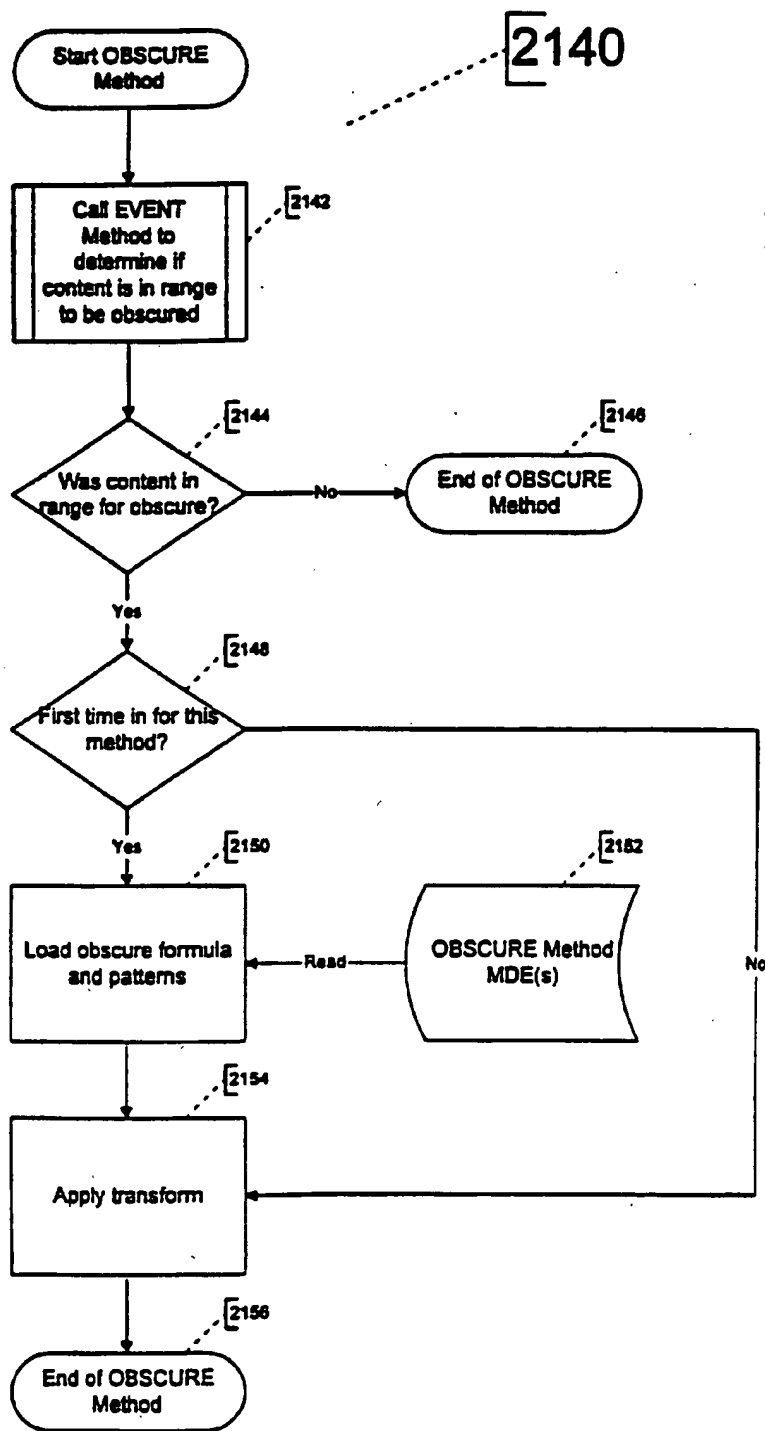 2140
Start OBSCURE
Method
2142
Call EVENT
Method to
determine if
content is in range
to be obscured
2144
Was content in
range for obscure?
No
2146
End of OBSCURE
Method
Yes
2148
First time in for this
method?
No
Yes
2150
Load obscure formula
and patterns
Read
2152
OBSCURE Method
MDE(s)
2154
Apply transform
2156
End of OBSCURE
Method